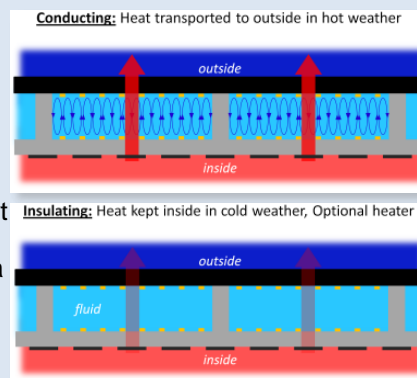 Conducting: Heat transported to outside in hot weather
outside
inside
t
Insulating: Heat kept inside in cold weather, Optional heater
outside
fluid
inside